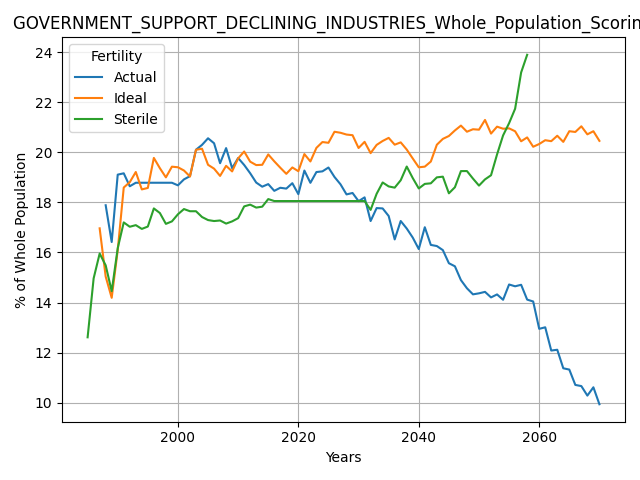 GOVERNMENT_SUPPORT_DECLINING_INDUSTRIES_Whole_Population_Scorin
24
22
20
18
16
14
12
10
% of Whole Population
Fertility
Actual
Ideal
Sterile
2000 2020 2040 2060
Years